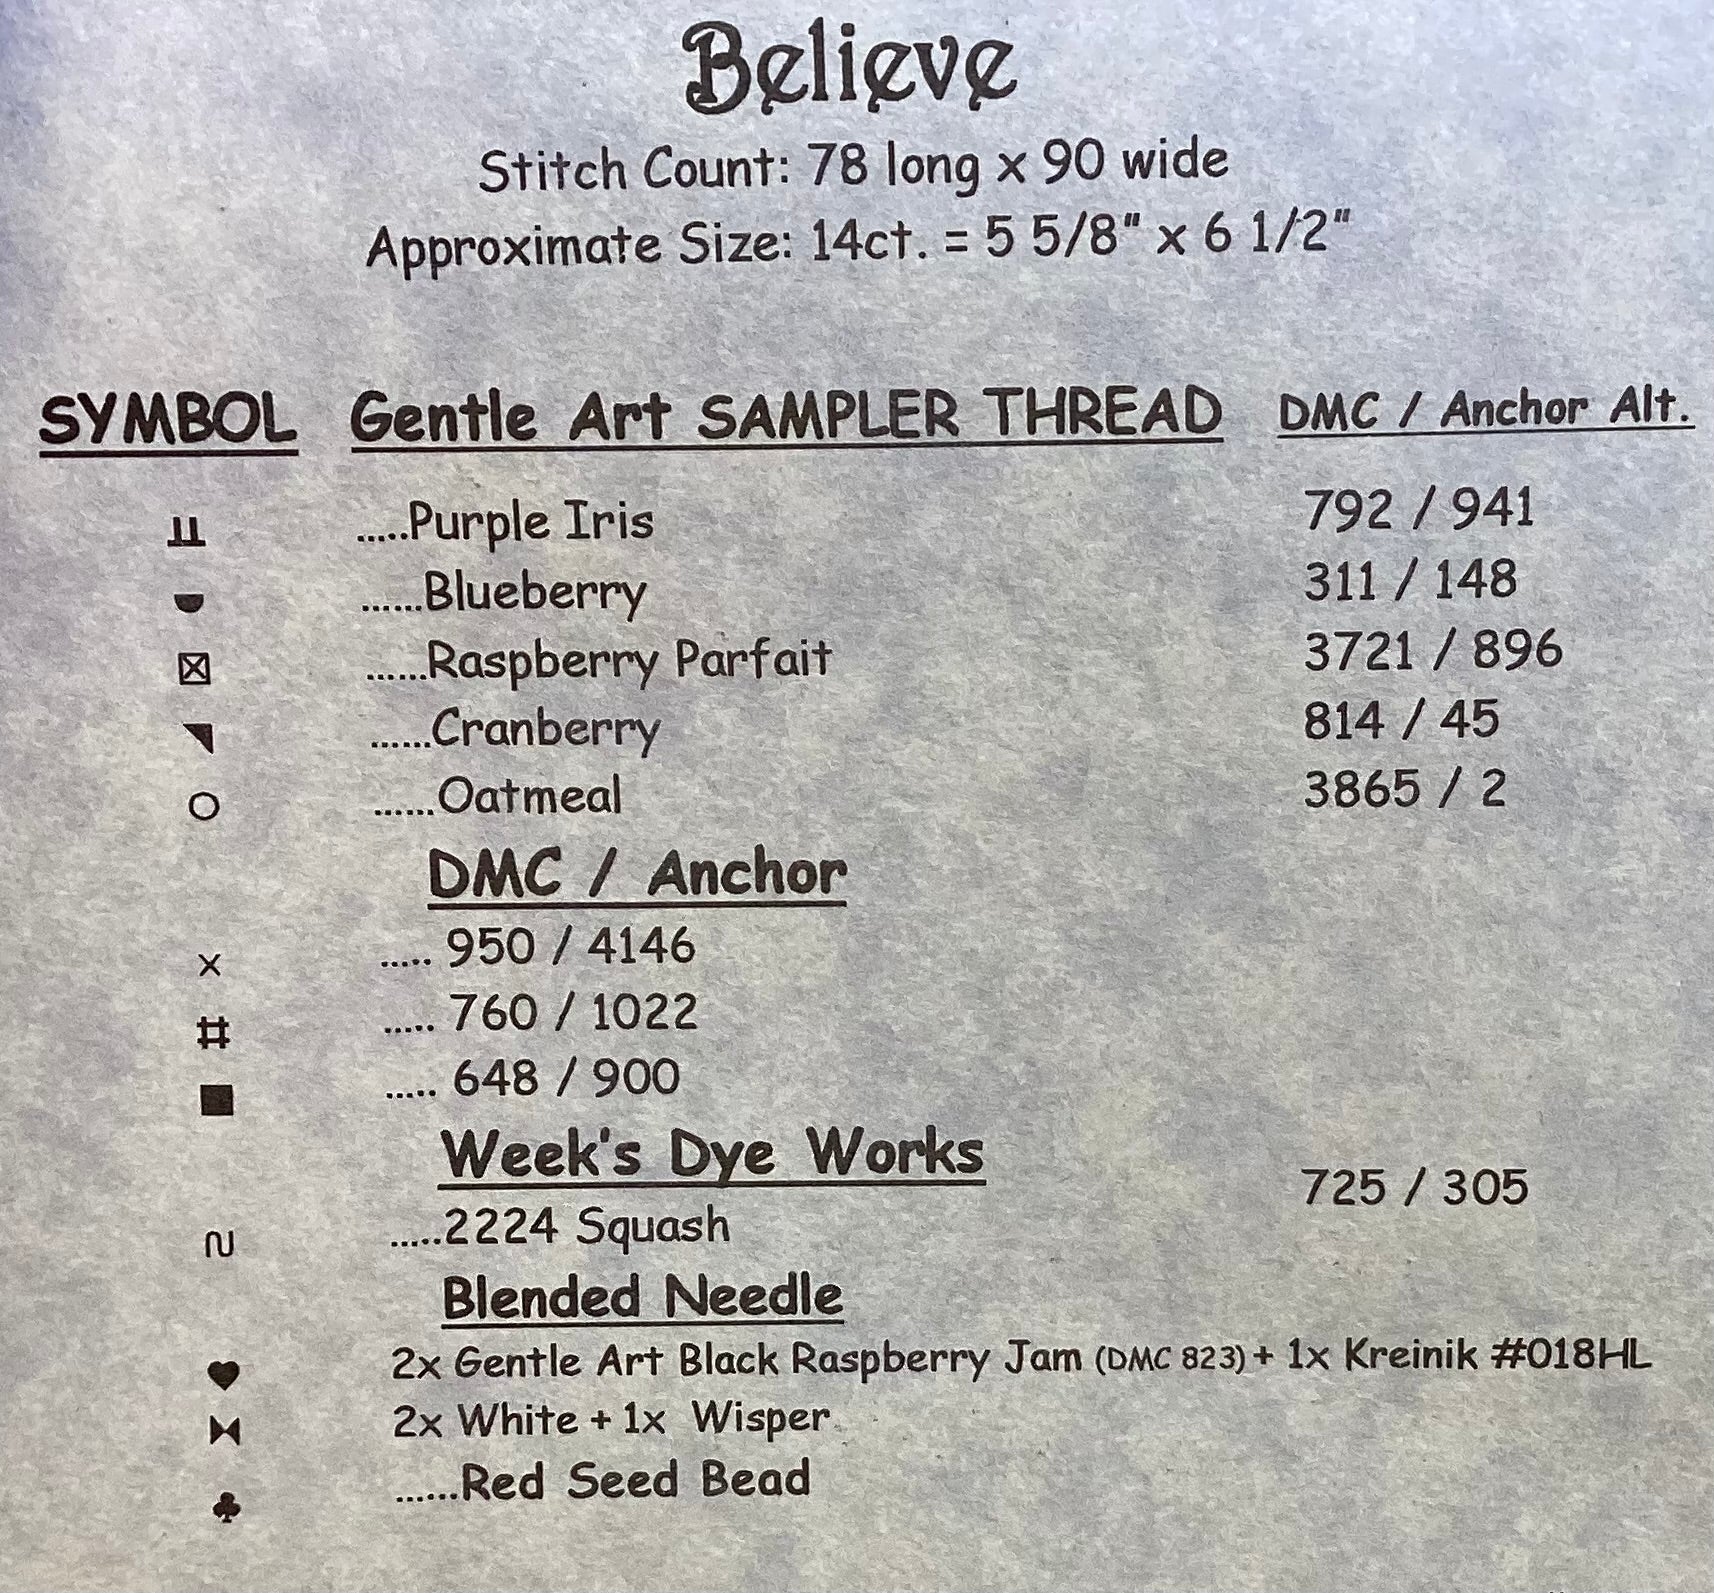 Believe
Stitch Count: 78 long x 90 wide
Approximate Size: 14ct. = 5 5/8" x 6 1/2"
SYMBOL Gentle Art SAMPLER THREAD DMC / Anchor Alt.
.....Purple Iris 792 / 941
......Blueberry 311 / 148
......Raspberry Parfait 3721 / 896
......Cranberry 814 / 45
......Oatmeal 3865 / 2
DMC / Anchor
x ..... 950 / 4146
# ..... 760 / 1022
■ ..... 648 / 900
Week's Dye Works
.....2224 Squash 725 / 305
Blended Needle
♥ 2x Gentle Art Black Raspberry Jam (DMC 823) + 1x Kreinik #018HL
⧓ 2x White + 1x Wisper
♣ ......Red Seed Bead